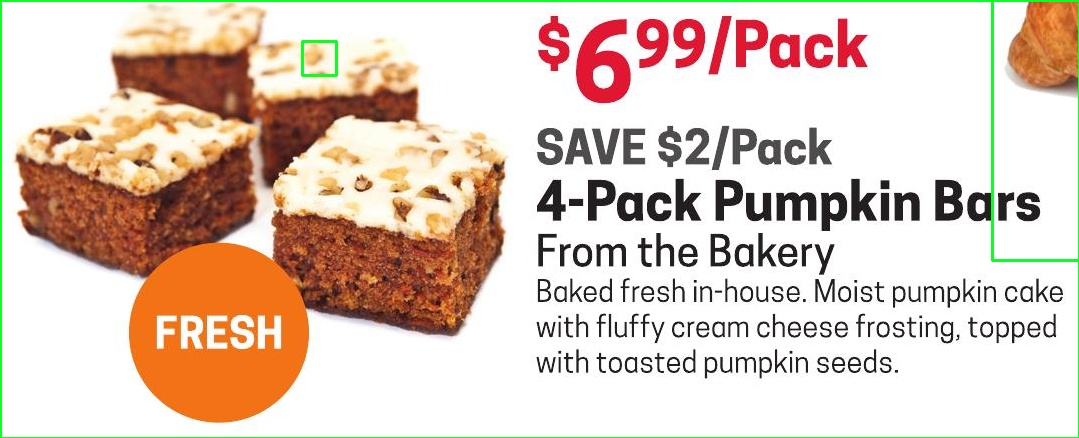 $6.99/Pack
SAVE $2/Pack
4-Pack Pumpkin Bars
From the Bakery
Baked fresh in-house. Moist pumpkin cake
with fluffy cream cheese frosting, topped
with toasted pumpkin seeds.
FRESH